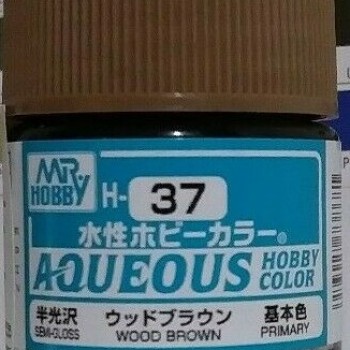 MR HOBBY
H-37
水性ホビーカラー®
AQUEOUS HOBBY COLOR
半光沢 ウッドブラウン 基本色
SEMI-GLOSS WOOD BROWN PRIMARY